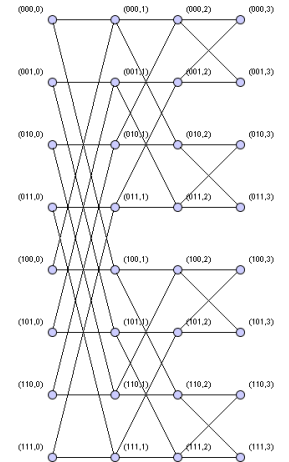 (000,0) (000,1) (000,2) (000,3)
(001,0) (001,1) (001,2) (001,3)
(010,0) (010,1) (010,2) (010,3)
(011,0) (011,1) (011,2) (011,3)
(100,0) (100,1) (100,2) (100,3)
(101,0) (101,1) (101,2) (101,3)
(110,0) (110,1) (110,2) (110,3)
(111,0) (111,1) (111,2) (111,3)